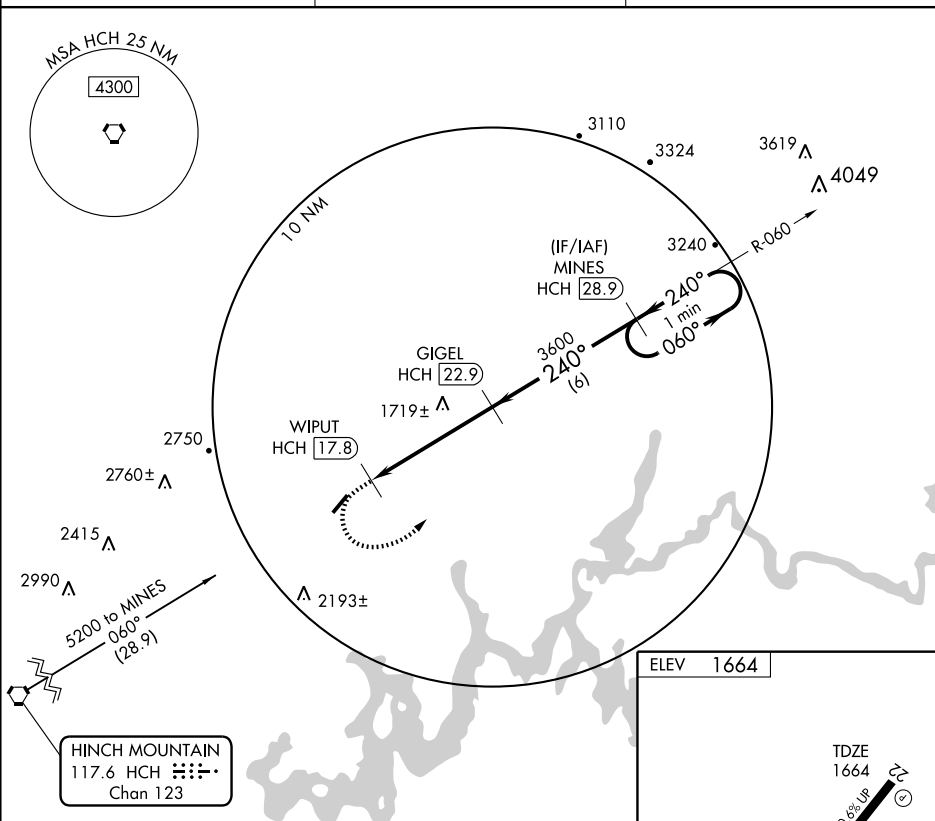 MSA HCH 25 NM
4300
10 NM
3110
3324
3619
4049
R-060
3240
(IF/IAF)
MINES
HCH 28.9
240°
1 min
060°
3600
240°
(6)
GIGEL
HCH 22.9
1719±
WIPUT
HCH 17.8
2750
2760±
2415
2990
2193±
5200 to MINES
060°
(28.9)
HINCH MOUNTAIN
117.6 HCH
Chan 123
ELEV 1664
TDZE
1664
22
P
0.6% UP